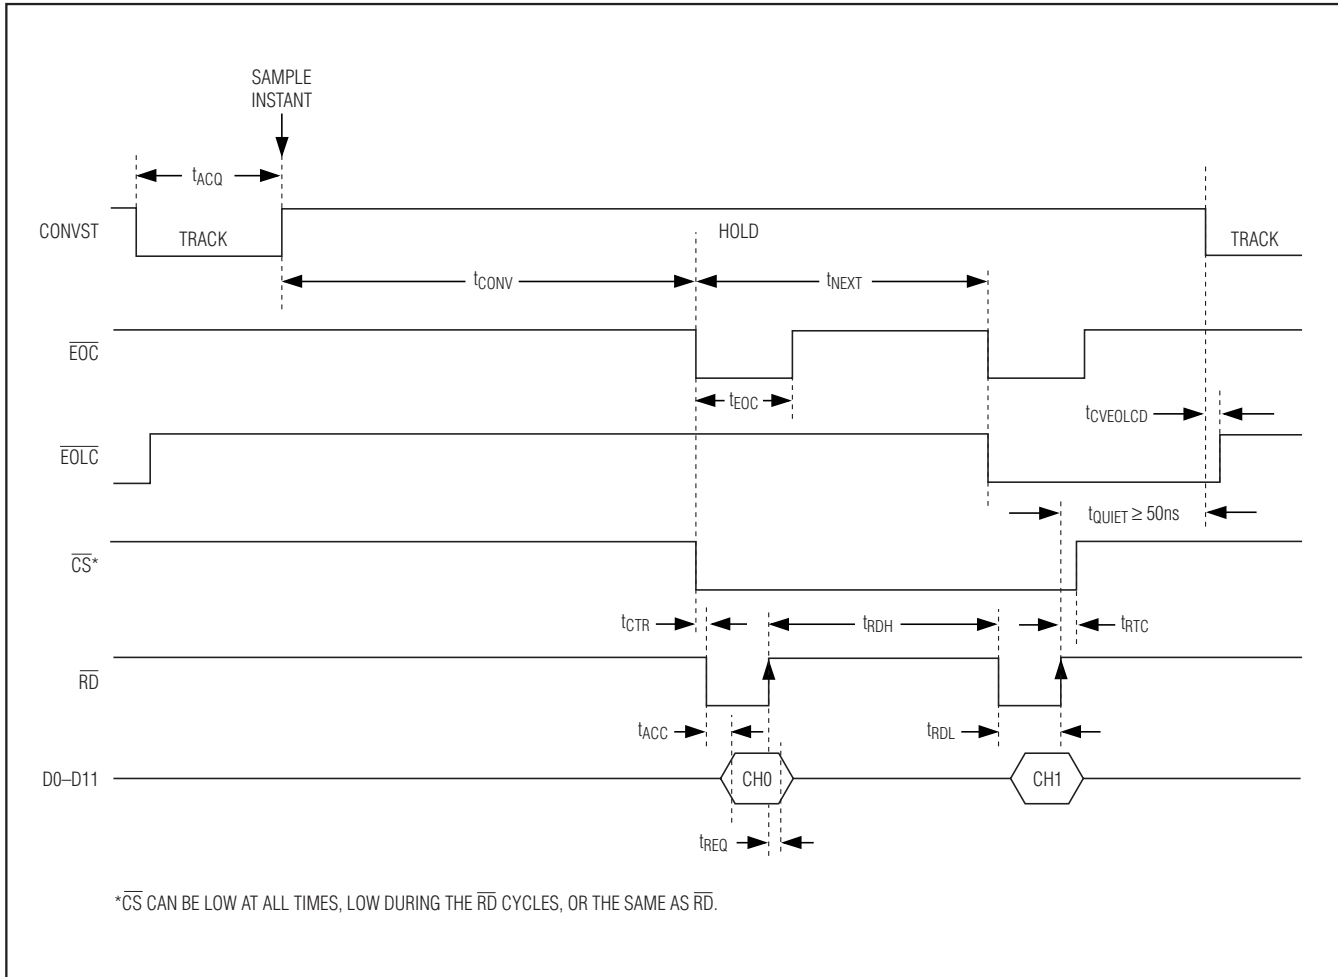 SAMPLE
INSTANT
tACQ
CONVST
TRACK
HOLD
TRACK
tCONV
tNEXT
EOC
tEOC
tCVEOLCD
EOLC
tQUIET ≥ 50ns
CS*
tCTR
tRDH
tRTC
RD
tACC
tRDL
D0–D11
CH0
CH1
tREQ
*CS CAN BE LOW AT ALL TIMES, LOW DURING THE RD CYCLES, OR THE SAME AS RD.